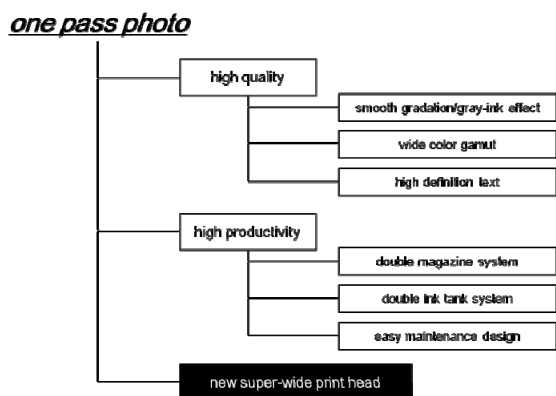 one pass photo
high quality
smooth gradation/gray-ink effect
wide color gamut
high definition text
high productivity
double magazine system
double ink tank system
easy maintenance design
new super-wide print head